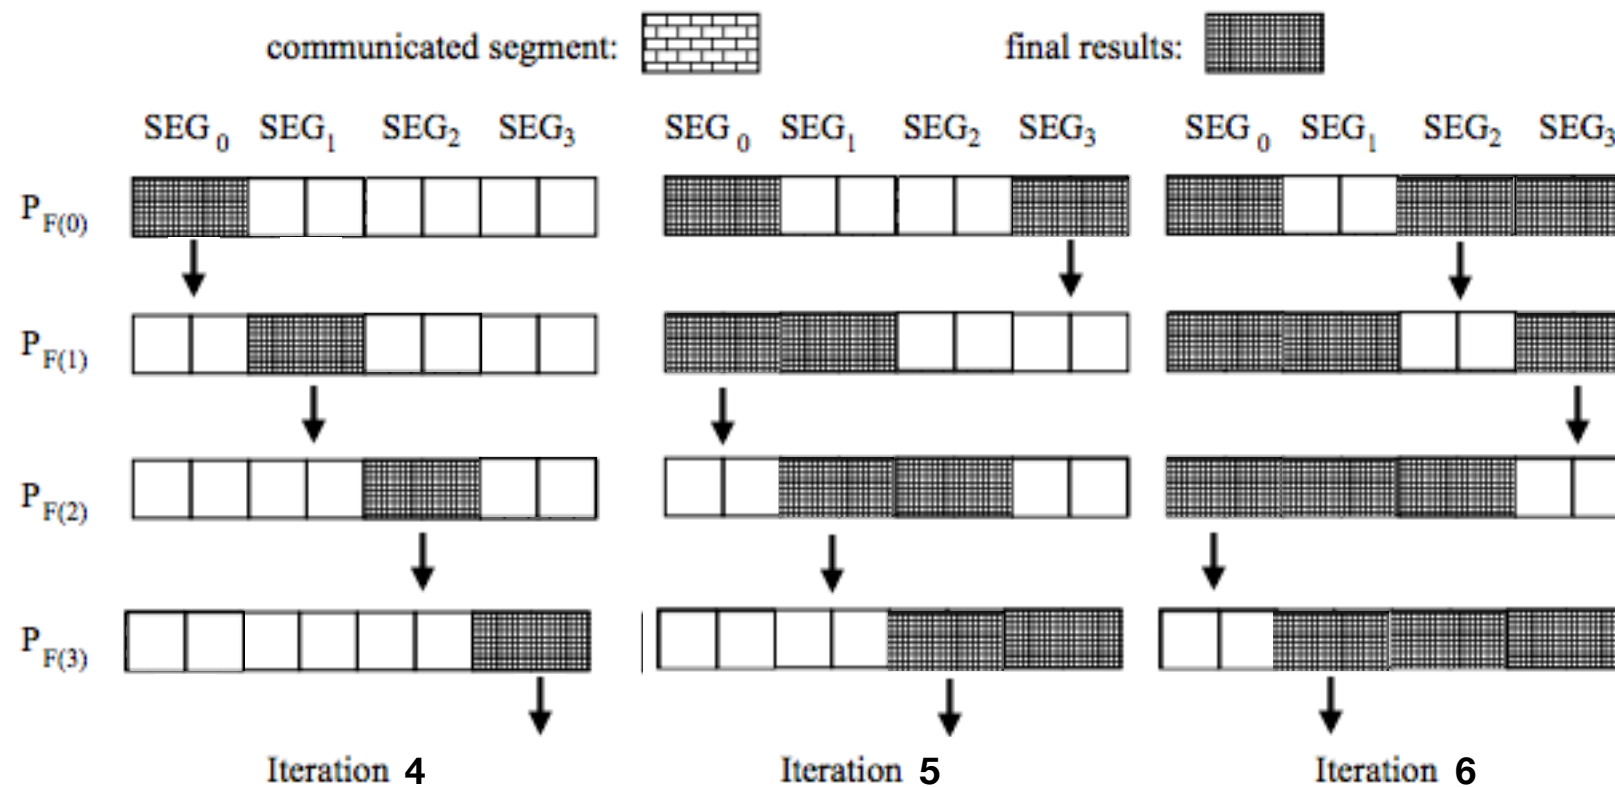 communicated segment: final results:
SEG0 SEG1 SEG2 SEG3 SEG0 SEG1 SEG2 SEG3 SEG0 SEG1 SEG2 SEG3
PF(0)
PF(1)
PF(2)
PF(3)
Iteration 4 Iteration 5 Iteration 6